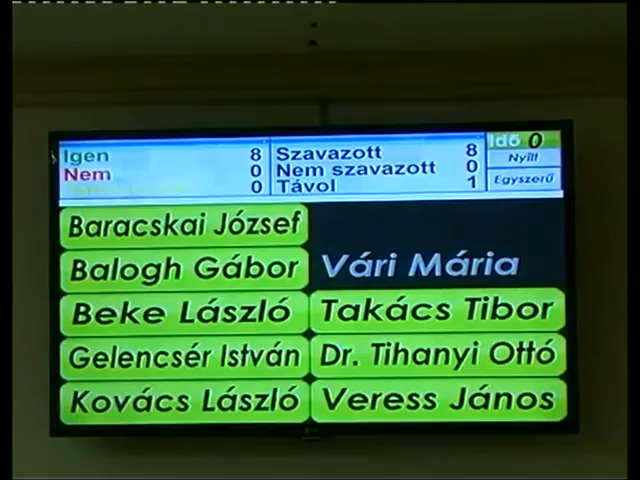 Igen 8
Nem 0
0
Szavazott 8
Nem szavazott 0
Távol 1
Idő 0
Nyílt
Egyszerű
Baracskai József
Balogh Gábor
Vári Mária
Beke László
Takács Tibor
Gelencsér István
Dr. Tihanyi Ottó
Kovács László
Veress János